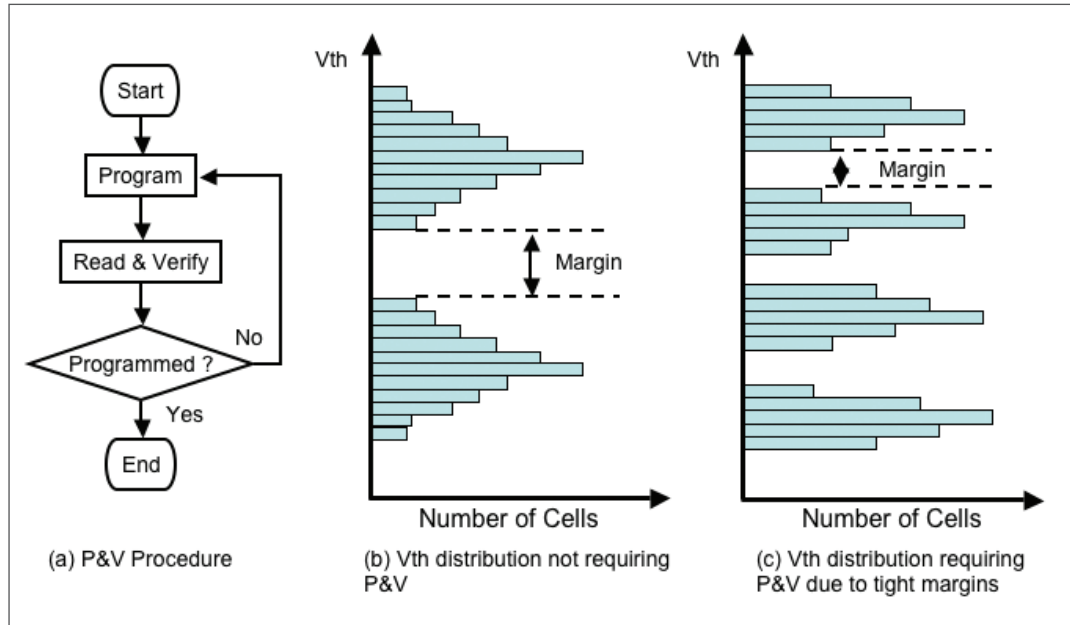 Start
Program
Read & Verify
Programmed ?
No
Yes
End
(a) P&V Procedure
Vth
Margin
Number of Cells
(b) Vth distribution not requiring
P&V
Vth
Margin
Number of Cells
(c) Vth distribution requiring
P&V due to tight margins